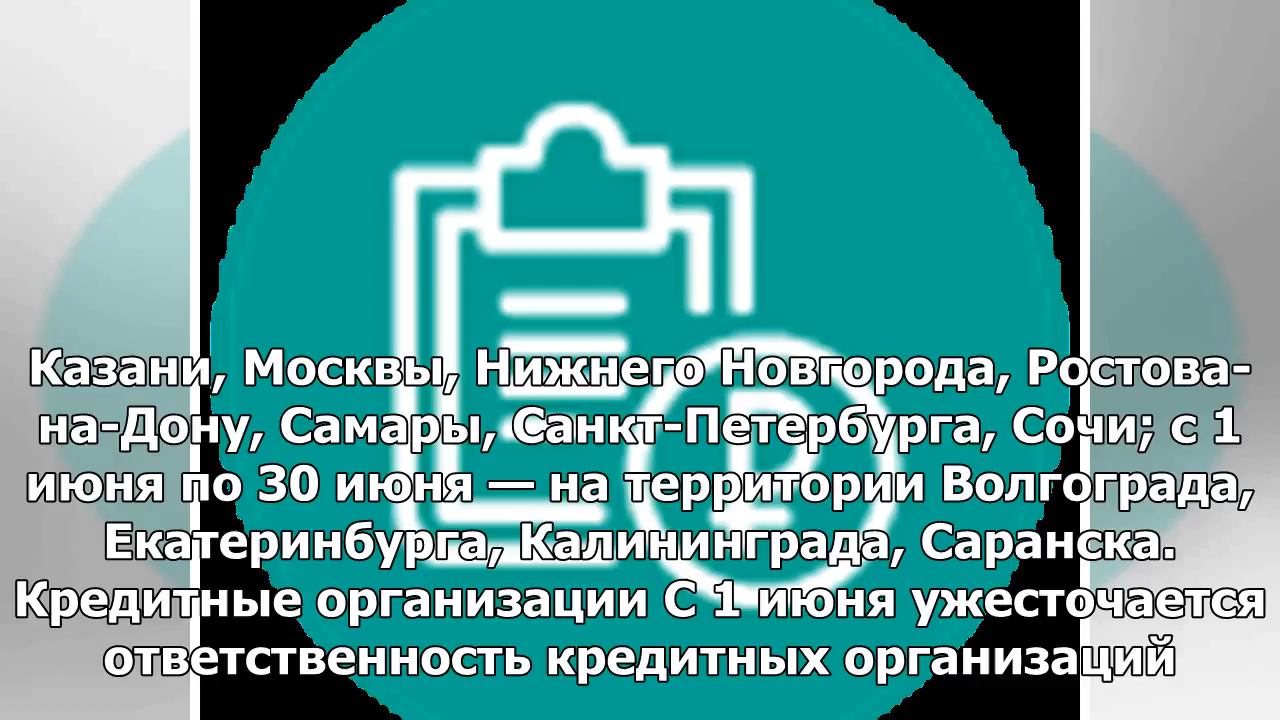 Казани, Москвы, Нижнего Новгорода, Ростова-
на-Дону, Самары, Санкт-Петербурга, Сочи; с 1
июня по 30 июня — на территории Волгограда,
Екатеринбурга, Калининграда, Саранска.
Кредитные организации С 1 июня ужесточается
ответственность кредитных организаций